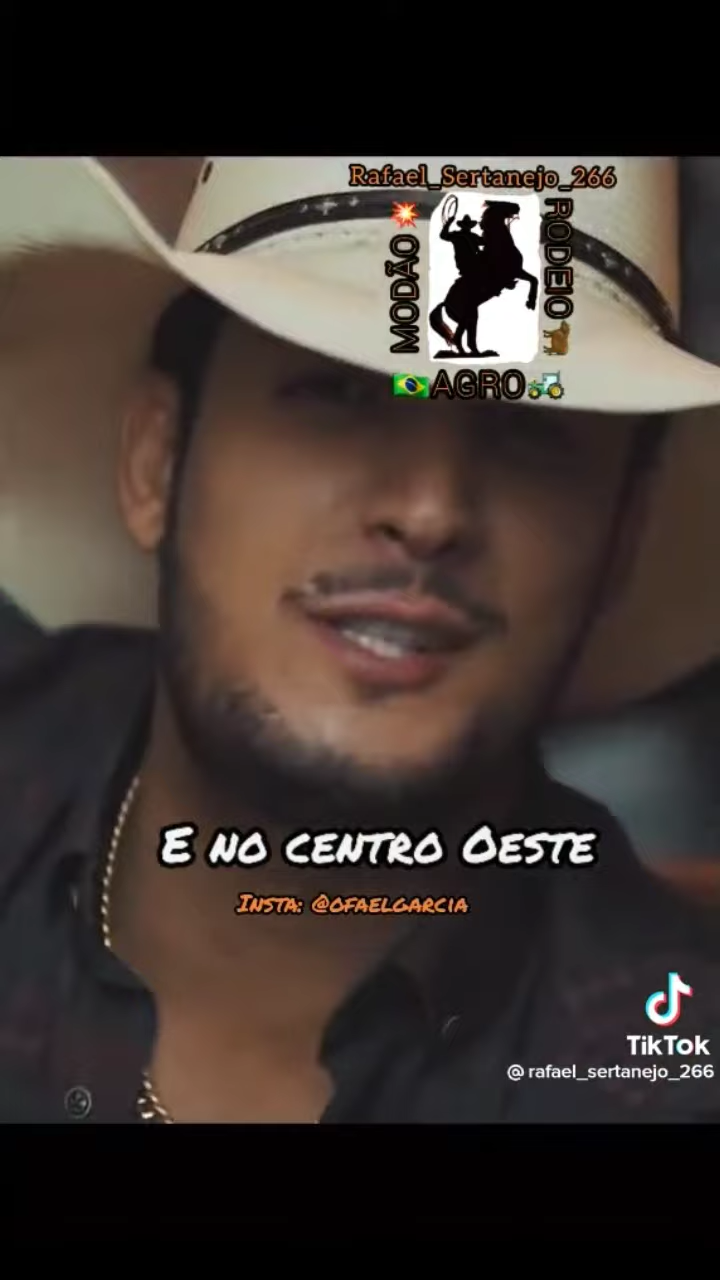 Rafael_Sertanejo_266
MODÃO💥
RODEIO🐂
🇧🇷AGRO🚜
E NO CENTRO OESTE
INSTA: @OFAELGARCIA
TikTok
@rafael_sertanejo_266